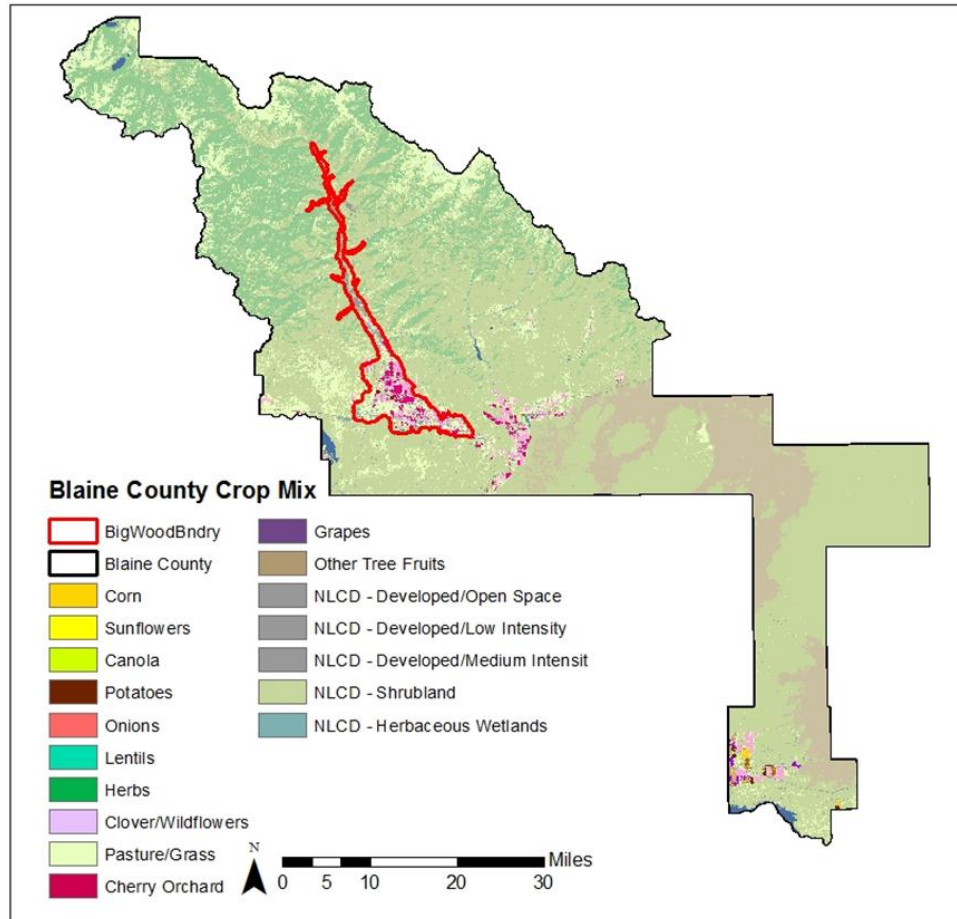 Blaine County Crop Mix
BigWoodBndry
Blaine County
Corn
Sunflowers
Canola
Potatoes
Onions
Lentils
Herbs
Clover/Wildflowers
Pasture/Grass
Cherry Orchard
Grapes
Other Tree Fruits
NLCD - Developed/Open Space
NLCD - Developed/Low Intensity
NLCD - Developed/Medium Intensit
NLCD - Shrubland
NLCD - Herbaceous Wetlands
N
Miles
0 5 10 20 30